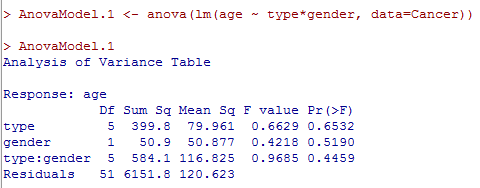 > AnovaModel.1 <- anova(lm(age ~ type*gender, data=Cancer))
> AnovaModel.1
Analysis of Variance Table
Response: age
Df Sum Sq Mean Sq F value Pr(>F)
type 5 399.8 79.961 0.6629 0.6532
gender 1 50.9 50.877 0.4218 0.5190
type:gender 5 584.1 116.825 0.9685 0.4459
Residuals 51 6151.8 120.623